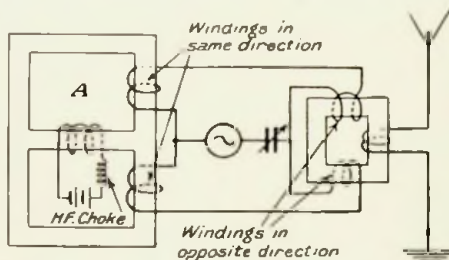 Windings in
same direction
A
H.F. Choke
Windings in
opposite direction